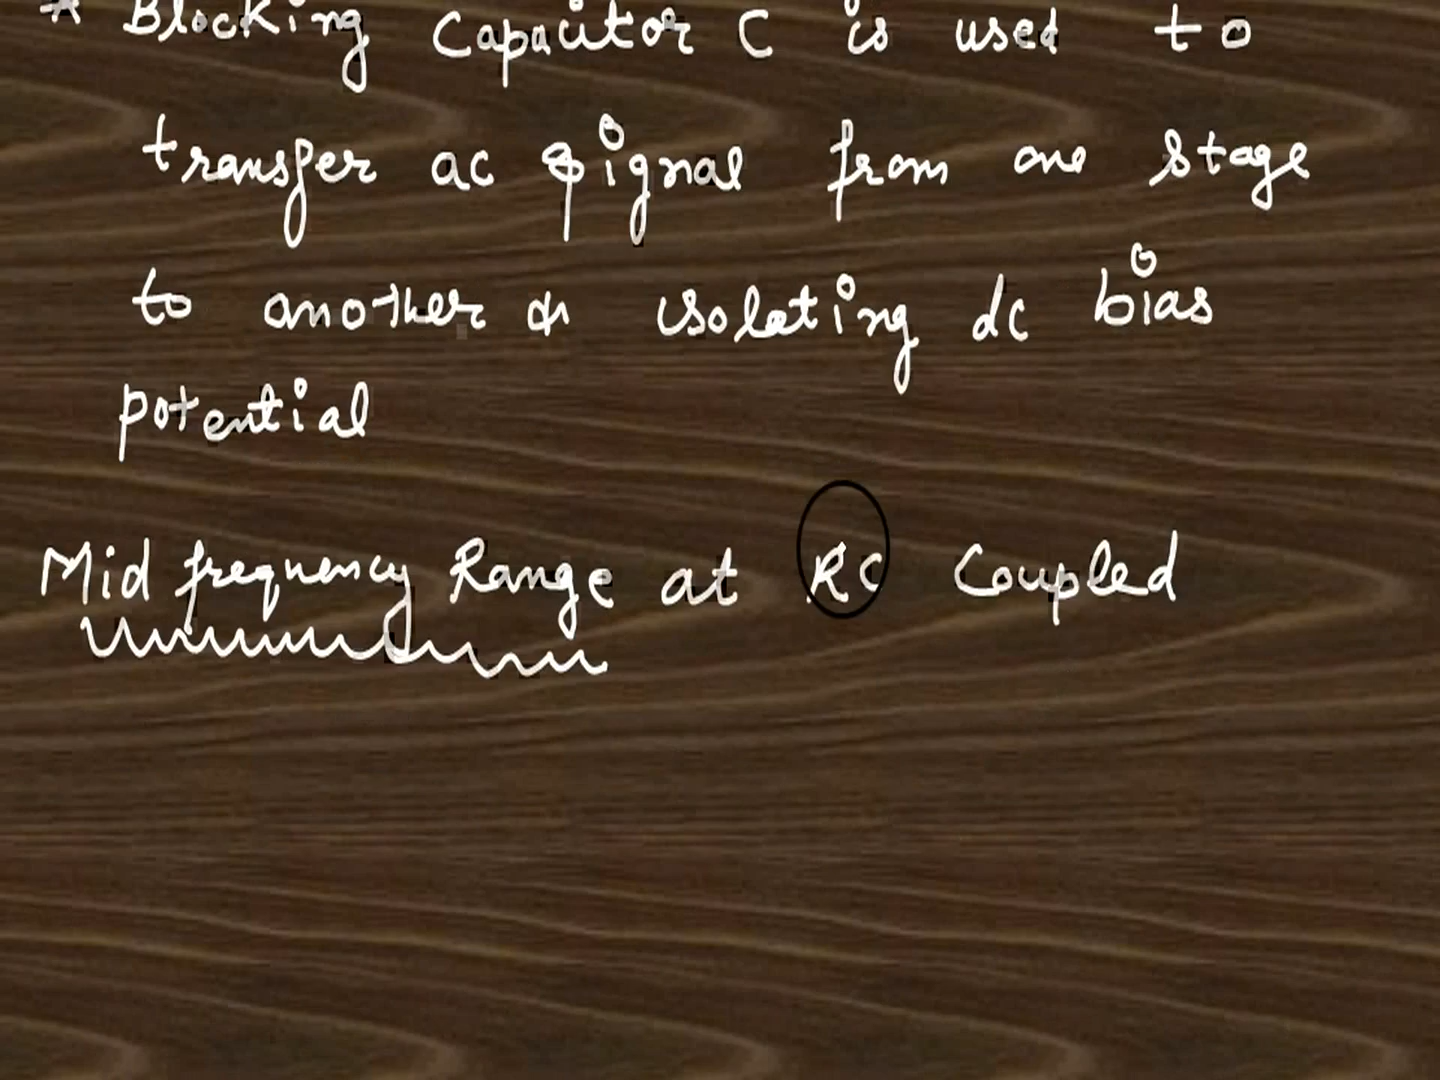 * Blocking Capacitor C is used to
transfer ac signal from one stage
to another & isolating dc bias
potential
Mid frequency Range at RC Coupled